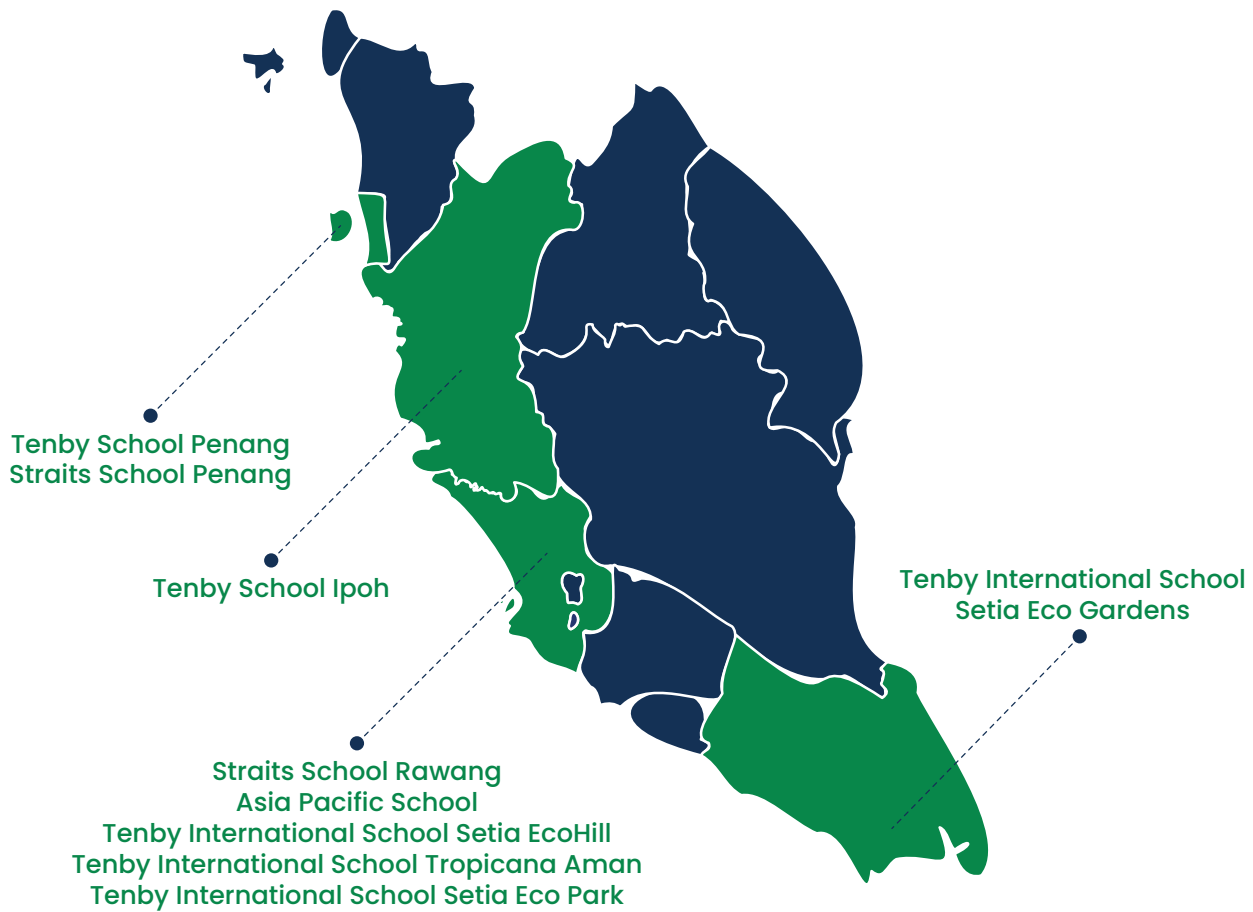 Tenby School Penang
Straits School Penang
Tenby School Ipoh
Tenby International School
Setia Eco Gardens
Straits School Rawang
Asia Pacific School
Tenby International School Setia EcoHill
Tenby International School Tropicana Aman
Tenby International School Setia Eco Park